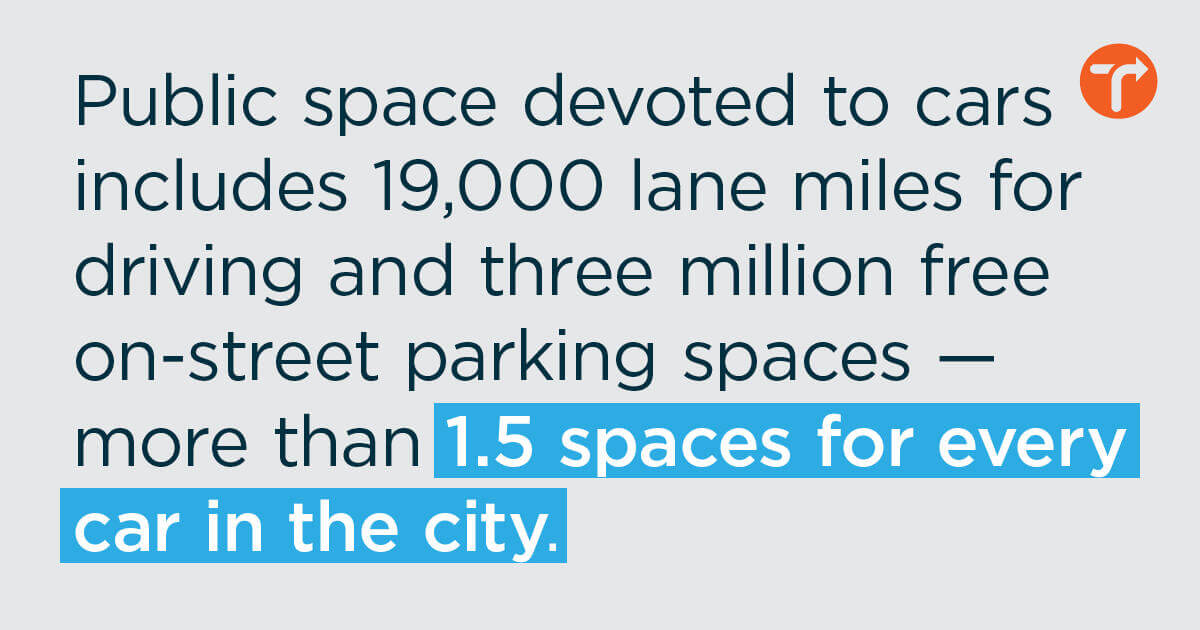 Public space devoted to cars
includes 19,000 lane miles for
driving and three million free
on-street parking spaces —
more than 1.5 spaces for every
car in the city.